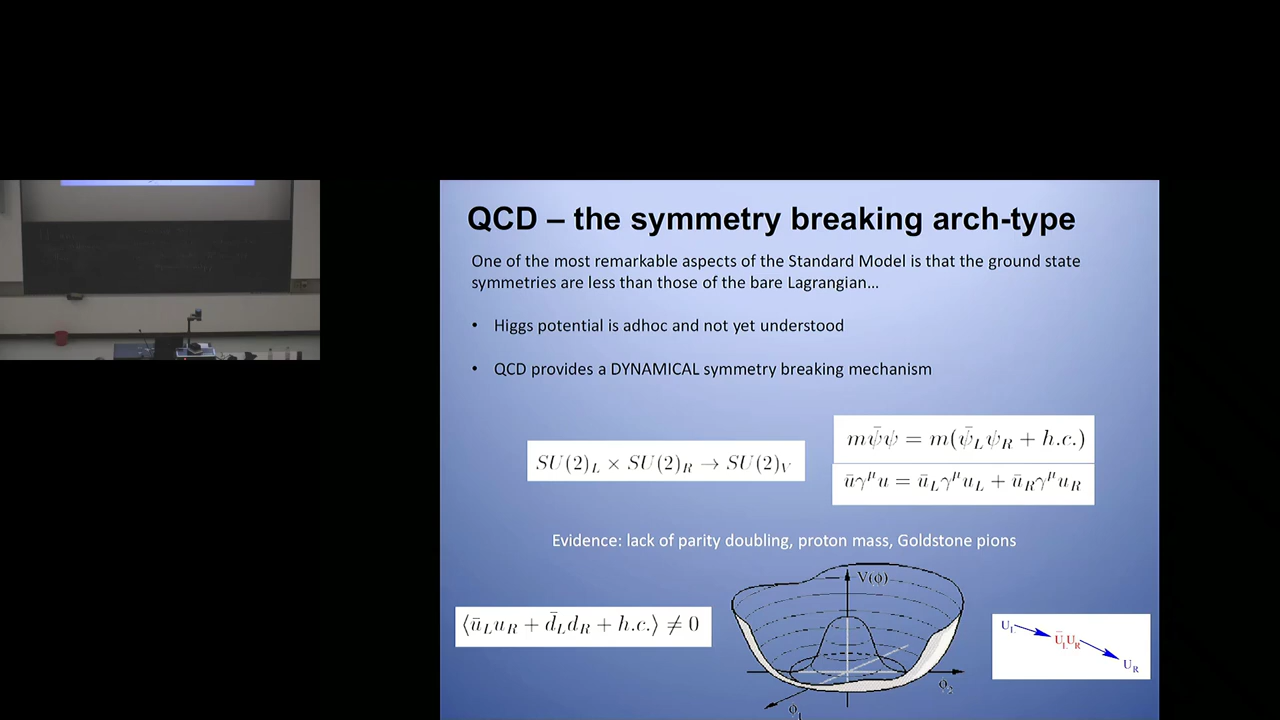 QCD – the symmetry breaking arch-type
One of the most remarkable aspects of the Standard Model is that the ground state
symmetries are less than those of the bare Lagrangian…
• Higgs potential is adhoc and not yet understood
• QCD provides a DYNAMICAL symmetry breaking mechanism
mψ̄ψ = m(ψ̄_Lψ_R + h.c.)
SU(2)_L × SU(2)_R → SU(2)_V
ūγ^μu = ū_Lγ^μu_L + ū_Rγ^μu_R
Evidence: lack of parity doubling, proton mass, Goldstone pions
V(ϕ)
⟨ū_Lu_R + d̄_Ld_R + h.c.⟩ ≠ 0
U_L
Ū_LU_R
U_R
ϕ_2
ϕ_1